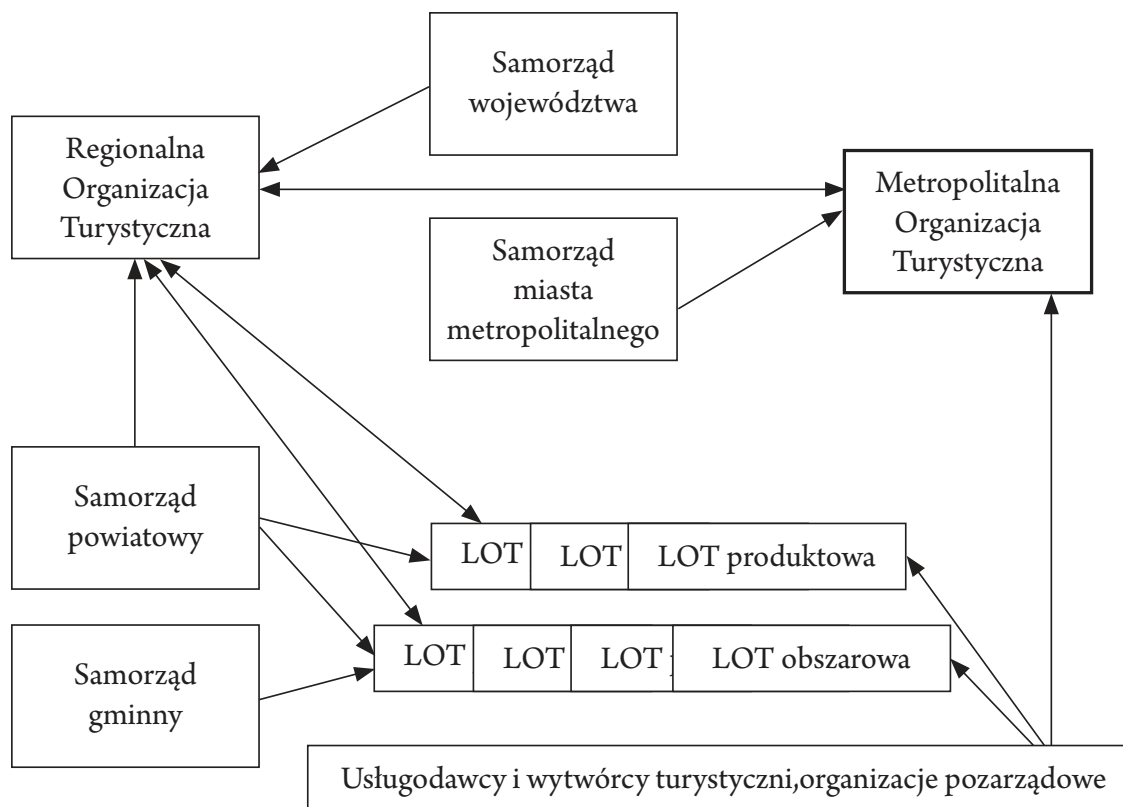 Samorząd
województwa
Regionalna
Organizacja
Turystyczna
Metropolitalna
Organizacja
Turystyczna
Samorząd
miasta
metropolitalnego
Samorząd
powiatowy
LOT LOT LOT produktowa
Samorząd
gminny
LOT LOT LOT LOT obszarowa
Usługodawcy i wytwórcy turystyczni,organizacje pozarządowe